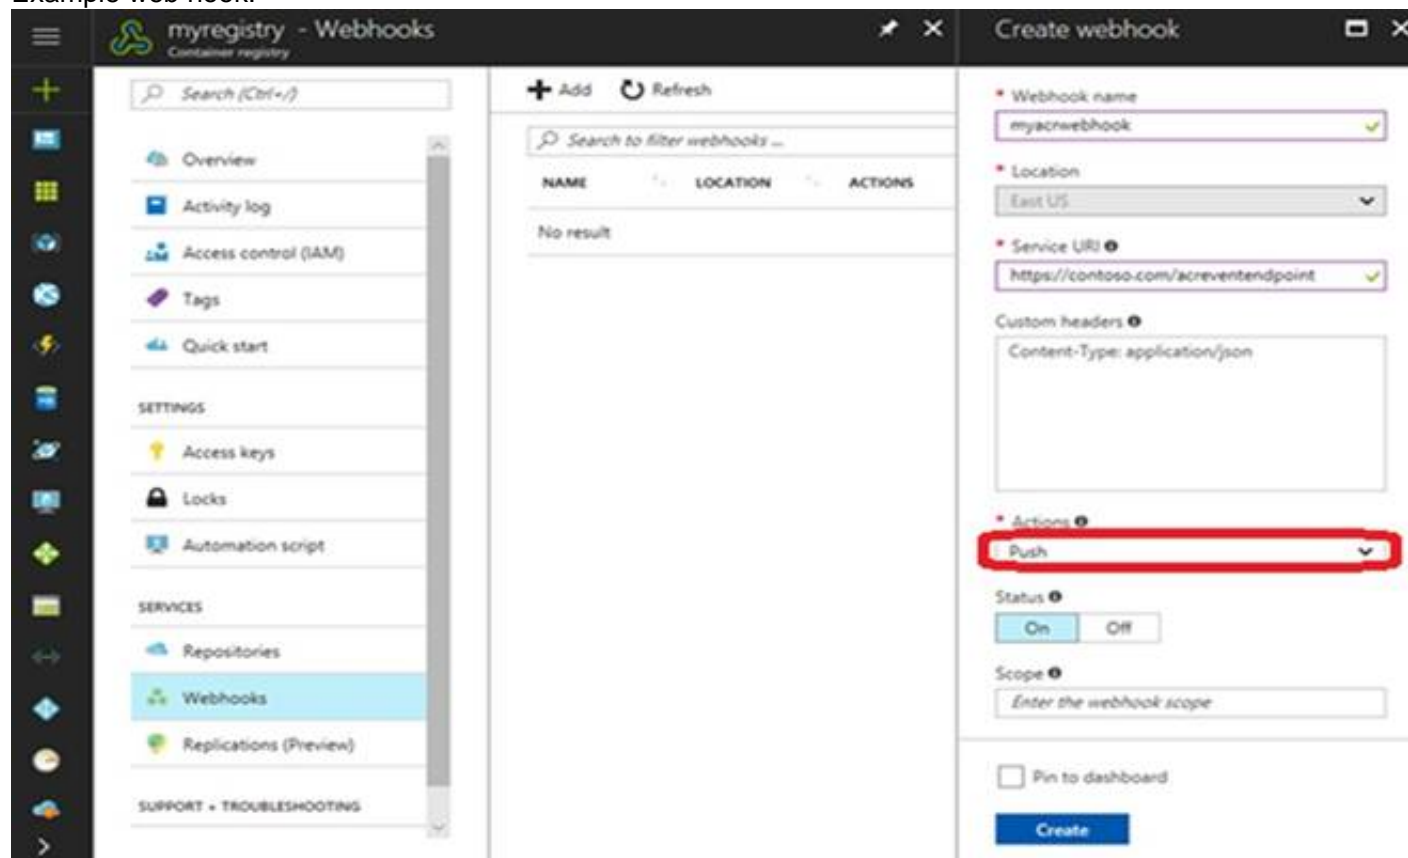 Example web hook:
myregistry - Webhooks
Container registry
Search (Ctrl+/)
Overview
Activity log
Access control (IAM)
Tags
Quick start
SETTINGS
Access keys
Locks
Automation script
SERVICES
Repositories
Webhooks
Replications (Preview)
SUPPORT + TROUBLESHOOTING
Add Refresh
Search to filter webhooks ...
NAME LOCATION ACTIONS
No result
Create webhook
* Webhook name
myacrwebhook
* Location
East US
* Service URI
https://contoso.com/acreventendpoint
Custom headers
Content-Type: application/json
* Actions
Push
Status
On Off
Scope
Enter the webhook scope
Pin to dashboard
Create